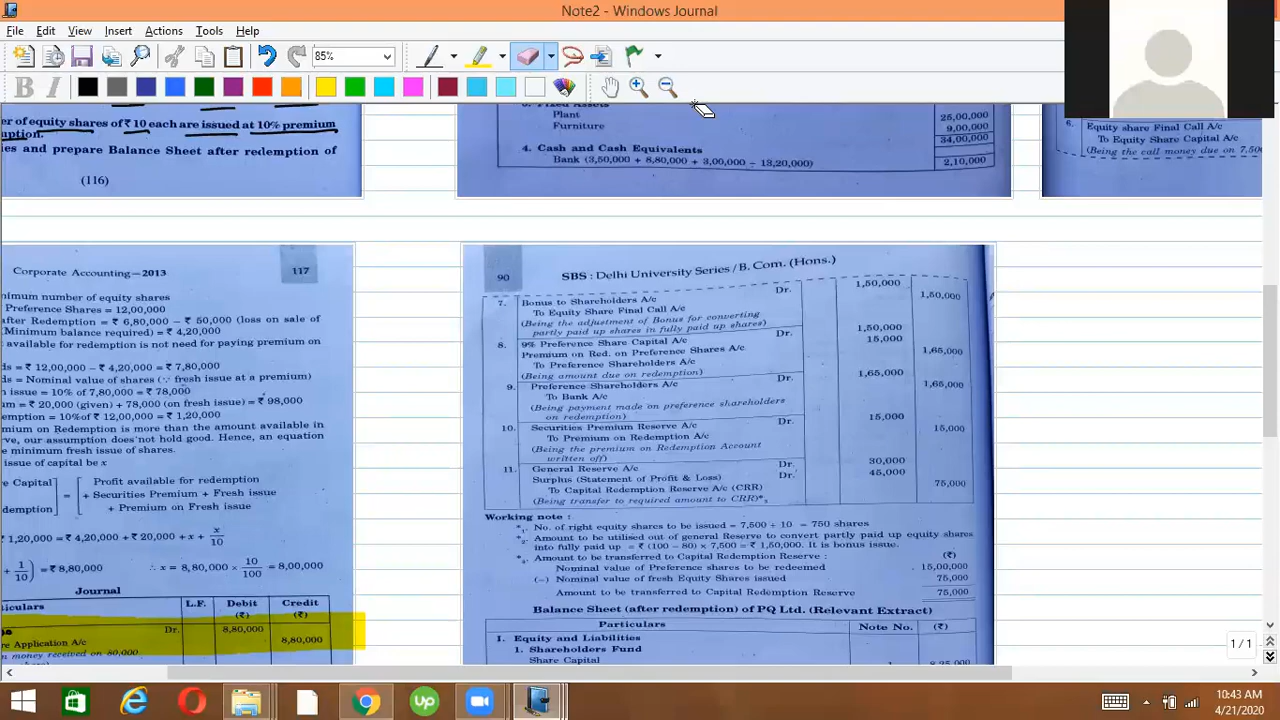 Note2 - Windows Journal
File Edit View Insert Actions Tools Help
85%
er of equity shares of ₹ 10 each are issued at 10% premium
mption.
ies and prepare Balance Sheet after redemption of
(116)
3. Fixed Assets
Plant 25,00,000
Furniture 9,00,000
34,00,000
4. Cash and Cash Equivalents
Bank (3,50,000 + 8,80,000 + 3,00,000 – 13,20,000) 2,10,000
6. Equity share Final Call A/c
To Equity Share Capital A/c
(Being the call money due on 7,50
Corporate Accounting—2013 117
nimum number of equity shares
Preference Shares = 12,00,000
after Redemption = ₹ 6,80,000 – ₹ 50,000 (loss on sale of
(Minimum balance required) = ₹ 4,20,000
available for redemption is not need for paying premium on
ds = ₹ 12,00,000 – ₹ 4,20,000 = ₹ 7,80,000
ds = Nominal value of shares (∵ fresh issue at a premium)
h issue = 10% of 7,80,000 = ₹ 78,000
um = ₹ 20,000 (given) + 78,000 (on fresh issue) = ₹ 98,000
emption = 10% of ₹ 12,00,000 = ₹ 1,20,000
mium on Redemption is more than the amount available in
rve, our assumption does not hold good. Hence, an equation
e minimum fresh issue of shares.
issue of capital be x
re Capital
demption = Profit available for redemption
+ Securities Premium + Fresh issue
+ Premium on Fresh issue
₹ 1,20,000 = ₹ 4,20,000 + ₹ 20,000 + x + x/10
+ 1/10) = ₹ 8,80,000 ∴ x = 8,80,000 × 10/100 = 8,00,000
Journal
ticulars L.F. Debit (₹) Credit (₹)
Dr. 8,80,000
re Application A/c 8,80,000
n money received on 80,000
90 SBS : Delhi University Series / B. Com. (Hons.)
7. Bonus to Shareholders A/c Dr. 1,50,000
To Equity Share Final Call A/c 1,50,000
(Being the adjustment of Bonus for converting
partly paid up shares in fully paid up shares)
8. 9% Preference Share Capital A/c Dr. 1,50,000
Premium on Red. on Preference Shares A/c 15,000
To Preference Shareholders A/c 1,65,000
(Being amount due on redemption)
9. Preference Shareholders A/c Dr. 1,65,000
To Bank A/c 1,65,000
(Being payment made on preference shareholders
on redemption)
10. Securities Premium Reserve A/c Dr. 15,000
To Premium on Redemption A/c 15,000
(Being the premium on Redemption Account
written off)
11. General Reserve A/c Dr. 30,000
Surplus (Statement of Profit & Loss) Dr. 45,000
To Capital Redemption Reserve A/c (CRR) 75,000
(Being transfer to required amount to CRR)*3
Working note :
*1. No. of right equity shares to be issued = 7,500 ÷ 10 = 750 shares
*2. Amount to be utilised out of general Reserve to convert partly paid up equity shares
into fully paid up = ₹ (100 – 80) × 7,500 = ₹ 1,50,000. It is bonus issue.
*3. Amount to be transferred to Capital Redemption Reserve : (₹)
Nominal value of Preference shares to be redeemed 15,00,000
(–) Nominal value of fresh Equity Shares issued 75,000
Amount to be transferred to Capital Redemption Reserve 75,000
Balance Sheet (after redemption) of PQ Ltd. (Relevant Extract)
Particulars Note No. (₹)
I. Equity and Liabilities
1. Shareholders Fund
Share Capital 1 8,25,000
1/1
10:43 AM
4/21/2020